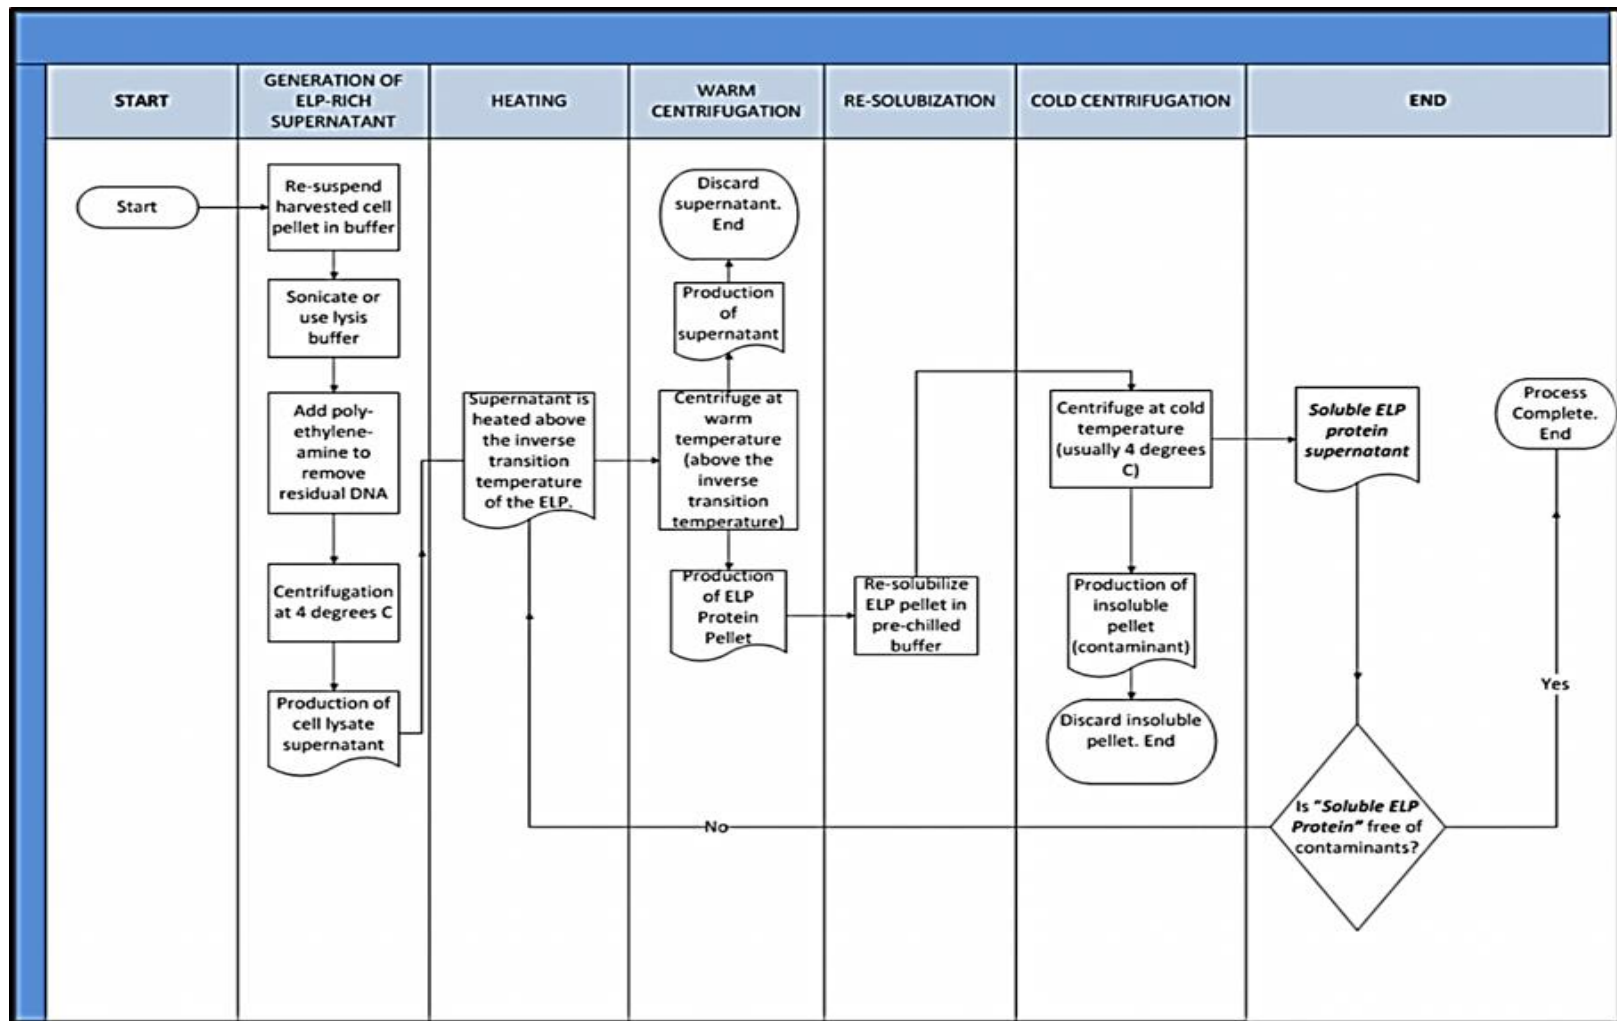 START
GENERATION OF
ELP-RICH
SUPERNATANT
HEATING
WARM
CENTRIFUGATION
RE-SOLUBIZATION
COLD CENTRIFUGATION
END
Start
Re-suspend
harvested cell
pellet in buffer
Sonicate or
use lysis
buffer
Add poly-
ethylene-
amine to
remove
residual DNA
Centrifugation
at 4 degrees C
Production of
cell lysate
supernatant
Supernatant is
heated above
the inverse
transition
temperature
of the ELP.
Discard
supernatant.
End
Production
of
supernatant
Centrifuge at
warm
temperature
(above the
inverse
transition
temperature)
Production
of ELP
Protein
Pellet
Re-solubilize
ELP pellet in
pre-chilled
buffer
Centrifuge at cold
temperature
(usually 4 degrees
C)
Production of
insoluble
pellet
(contaminant)
Discard insoluble
pellet. End
Soluble ELP
protein
supernatant
Is "Soluble ELP
Protein" free of
contaminants?
No
Yes
Process
Complete.
End